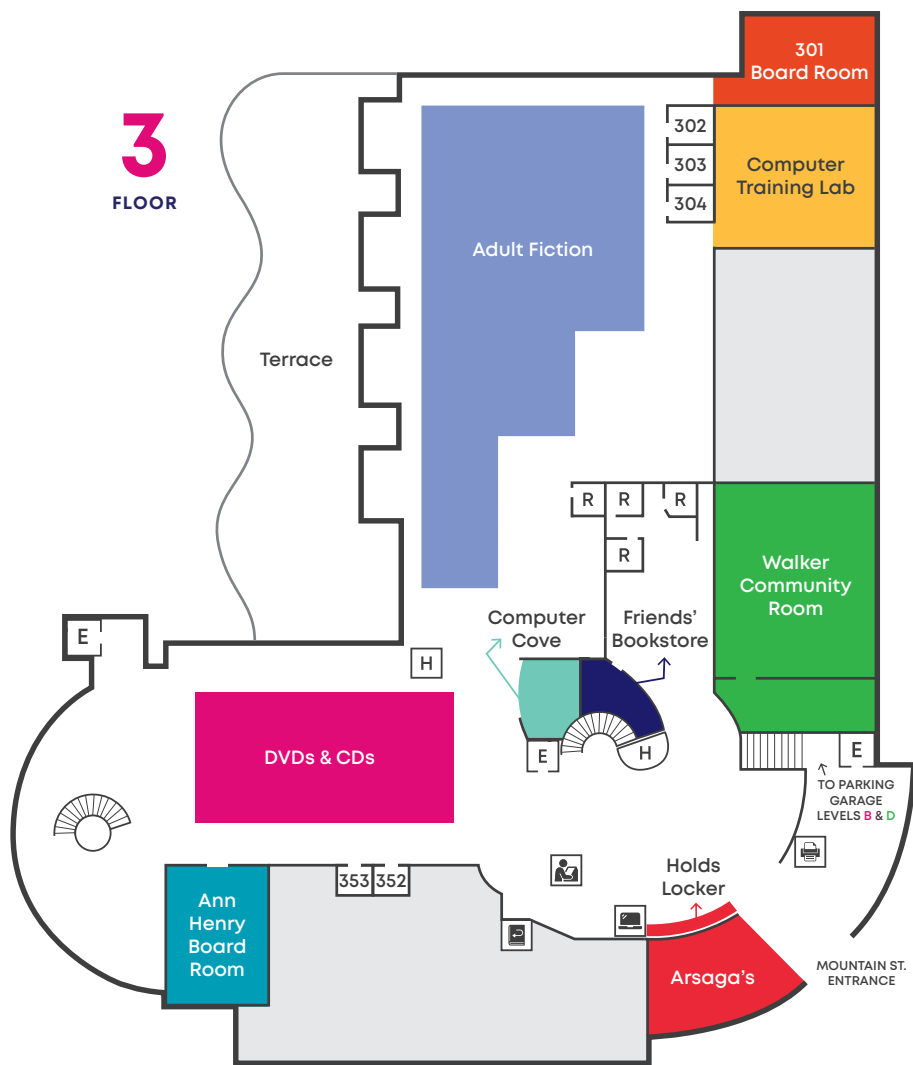 3
FLOOR
301
Board Room
302
303
304
Computer
Training Lab
Adult Fiction
Terrace
R
R
R
R
Walker
Community
Room
Computer
Cove
Friends’
Bookstore
E
H
DVDs & CDs
E
H
E
TO PARKING
GARAGE
LEVELS B & D
353
352
Holds
Locker
Ann
Henry
Board
Room
Arsaga’s
MOUNTAIN ST.
ENTRANCE